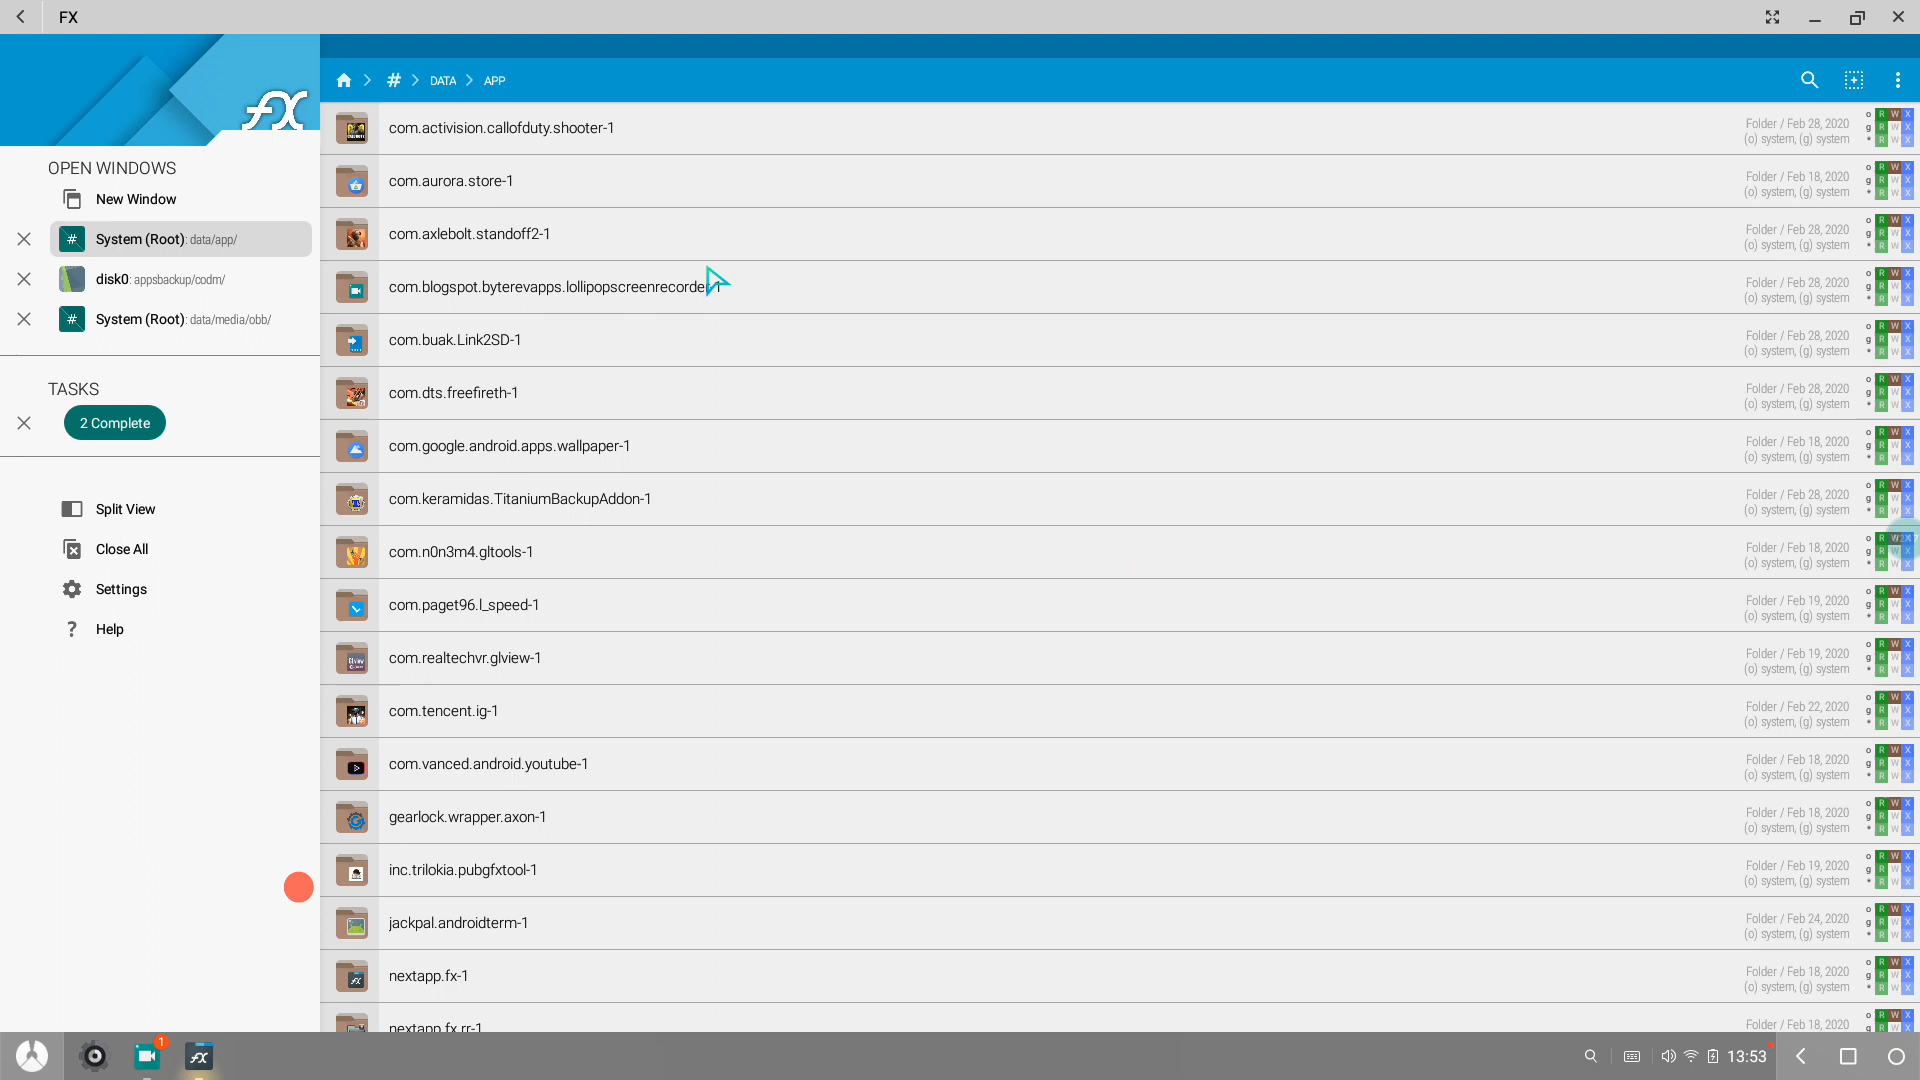 FX
FX
OPEN WINDOWS
New Window
# System (Root): data/app/
disk0: appsbackup/codm/
# System (Root): data/media/obb/
TASKS
2 Complete
Split View
Close All
Settings
? Help
# DATA APP
com.activision.callofduty.shooter-1
Folder / Feb 28, 2020
(o) system, (g) system
o R W X
g R W X
* R W X
com.aurora.store-1
Folder / Feb 18, 2020
(o) system, (g) system
o R W X
g R W X
* R W X
com.axlebolt.standoff2-1
Folder / Feb 28, 2020
(o) system, (g) system
o R W X
g R W X
* R W X
com.blogspot.byterevapps.lollipopscreenrecorder-1
Folder / Feb 28, 2020
(o) system, (g) system
o R W X
g R W X
* R W X
com.buak.Link2SD-1
Folder / Feb 28, 2020
(o) system, (g) system
o R W X
g R W X
* R W X
com.dts.freefireth-1
Folder / Feb 28, 2020
(o) system, (g) system
o R W X
g R W X
* R W X
com.google.android.apps.wallpaper-1
Folder / Feb 18, 2020
(o) system, (g) system
o R W X
g R W X
* R W X
com.keramidas.TitaniumBackupAddon-1
Folder / Feb 28, 2020
(o) system, (g) system
o R W X
g R W X
* R W X
com.n0n3m4.gltools-1
Folder / Feb 18, 2020
(o) system, (g) system
o R
g R W X
* R W X
com.paget96.l_speed-1
Folder / Feb 19, 2020
(o) system, (g) system
o R W X
g R W X
* R W X
com.realtechvr.glview-1
Folder / Feb 19, 2020
(o) system, (g) system
o R W X
g R W X
* R W X
com.tencent.ig-1
Folder / Feb 22, 2020
(o) system, (g) system
o R W X
g R W X
* R W X
com.vanced.android.youtube-1
Folder / Feb 18, 2020
(o) system, (g) system
o R W X
g R W X
* R W X
gearlock.wrapper.axon-1
Folder / Feb 18, 2020
(o) system, (g) system
o R W X
g R W X
* R W X
inc.trilokia.pubgfxtool-1
Folder / Feb 19, 2020
(o) system, (g) system
o R W X
g R W X
* R W X
jackpal.androidterm-1
Folder / Feb 24, 2020
(o) system, (g) system
o R W X
g R W X
* R W X
nextapp.fx-1
Folder / Feb 18, 2020
(o) system, (g) system
o R W X
g R W X
* R W X
nextapp.fx.rr-1
Folder / Feb 18, 2020
o R W X
g R W X
1
FX
13:53